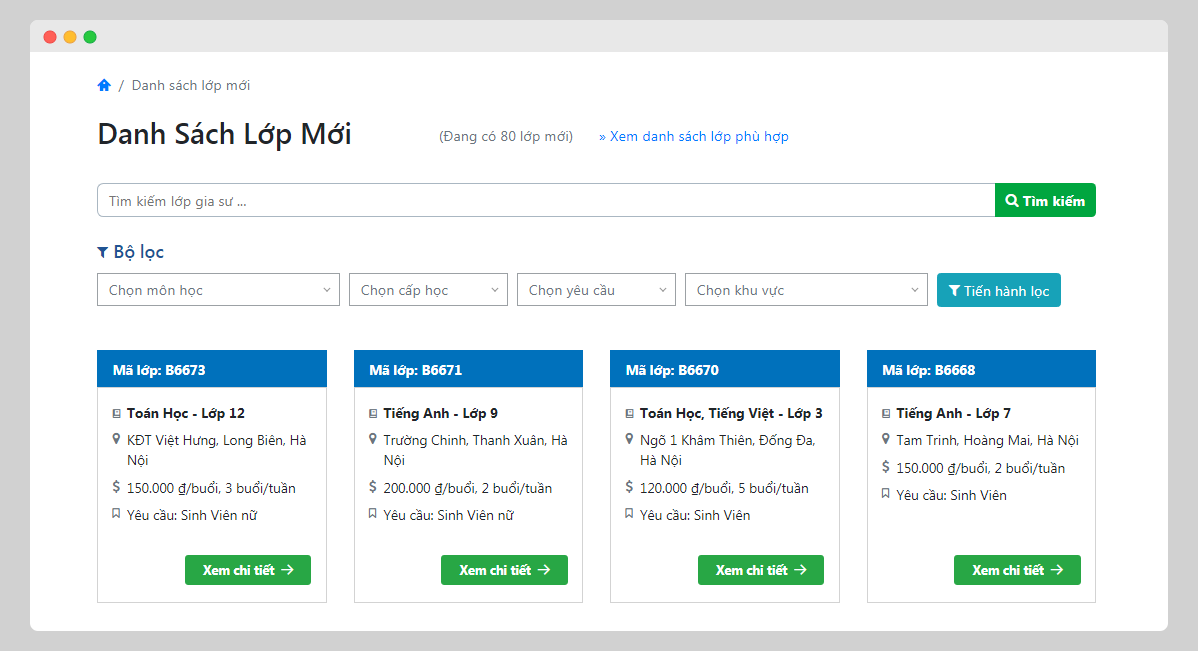 / Danh sách lớp mới
Danh Sách Lớp Mới
(Đang có 80 lớp mới)
» Xem danh sách lớp phù hợp
Tìm kiếm lớp gia sư ...
Tìm kiếm
Bộ lọc
Chọn môn học
Chọn cấp học
Chọn yêu cầu
Chọn khu vực
Tiến hành lọc
Mã lớp: B6673
Toán Học - Lớp 12
KĐT Việt Hưng, Long Biên, Hà
Nội
$ 150.000 ₫/buổi, 3 buổi/tuần
Yêu cầu: Sinh Viên nữ
Xem chi tiết →
Mã lớp: B6671
Tiếng Anh - Lớp 9
Trường Chinh, Thanh Xuân, Hà
Nội
$ 200.000 ₫/buổi, 2 buổi/tuần
Yêu cầu: Sinh Viên nữ
Xem chi tiết →
Mã lớp: B6670
Toán Học, Tiếng Việt - Lớp 3
Ngõ 1 Khâm Thiên, Đống Đa,
Hà Nội
$ 120.000 ₫/buổi, 5 buổi/tuần
Yêu cầu: Sinh Viên
Xem chi tiết →
Mã lớp: B6668
Tiếng Anh - Lớp 7
Tam Trinh, Hoàng Mai, Hà Nội
$ 150.000 ₫/buổi, 2 buổi/tuần
Yêu cầu: Sinh Viên
Xem chi tiết →